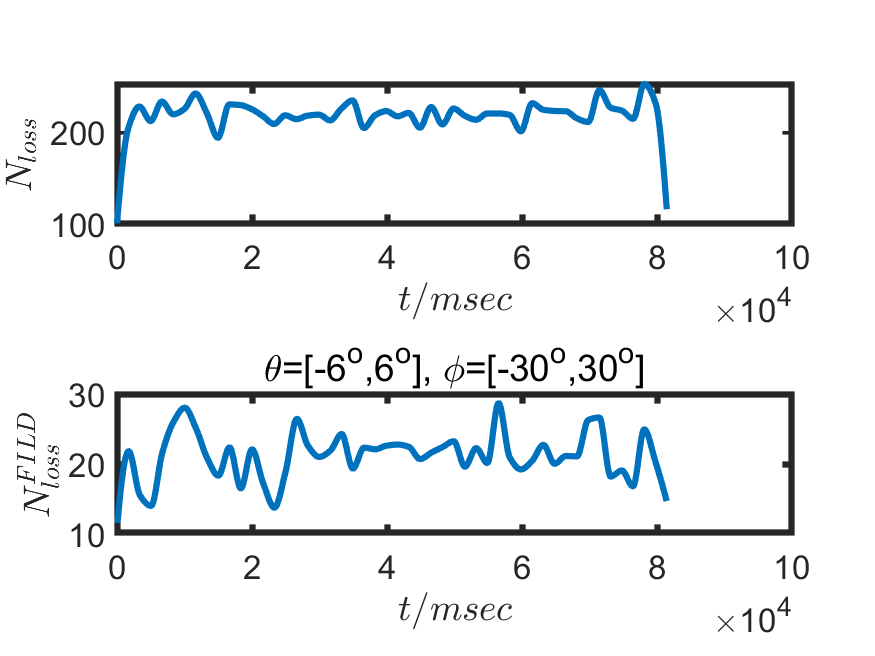 N_loss
200
100
0 2 4 6 8 10
t/msec
×10^4
θ=[-6^o,6^o], ϕ=[-30^o,30^o]
N_loss^FILD
30
20
10
0 2 4 6 8 10
t/msec
×10^4